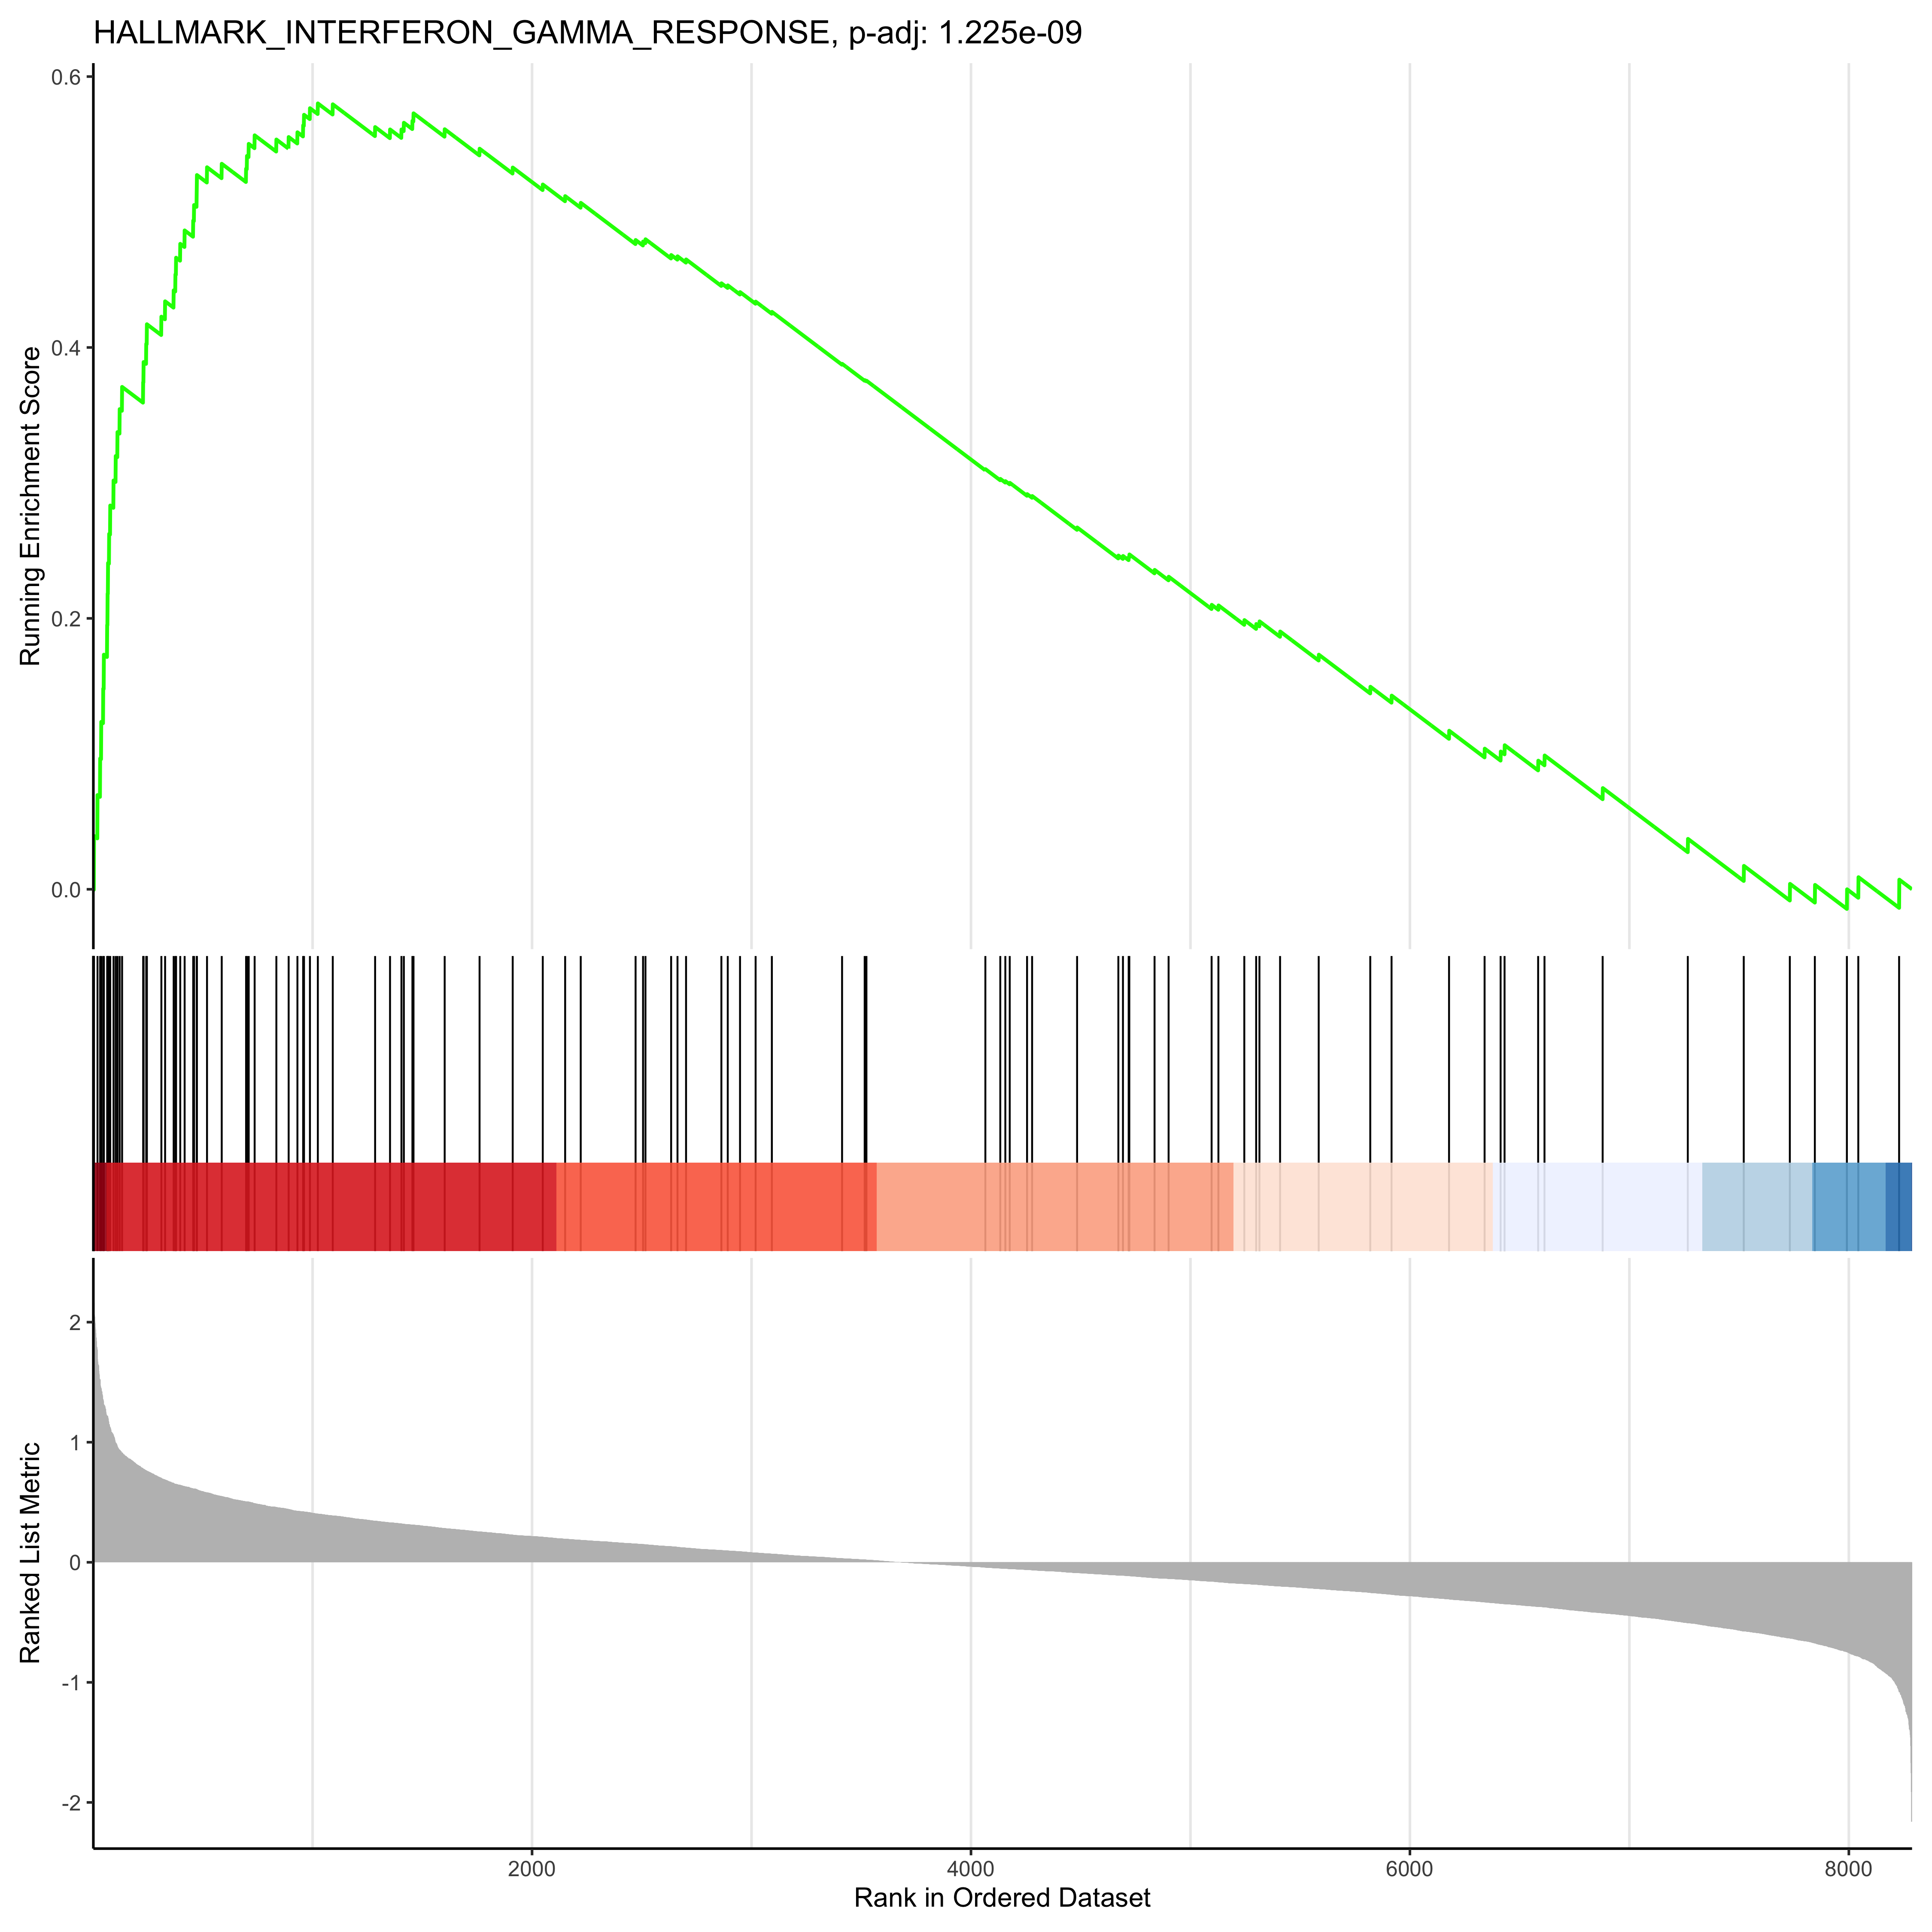 HALLMARK_INTERFERON_GAMMA_RESPONSE, p-adj: 1.225e-09
0.6
0.4
0.2
0.0
Running Enrichment Score
2
1
0
-1
-2
Ranked List Metric
2000 4000 6000 8000
Rank in Ordered Dataset